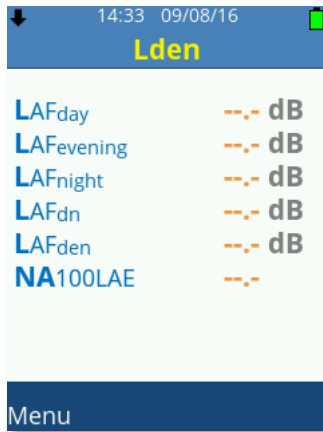 14:33 09/08/16
Lden
LAFday --.- dB
LAFevening --.- dB
LAFnight --.- dB
LAFdn --.- dB
LAFden --.- dB
NA100LAE --.-
Menu